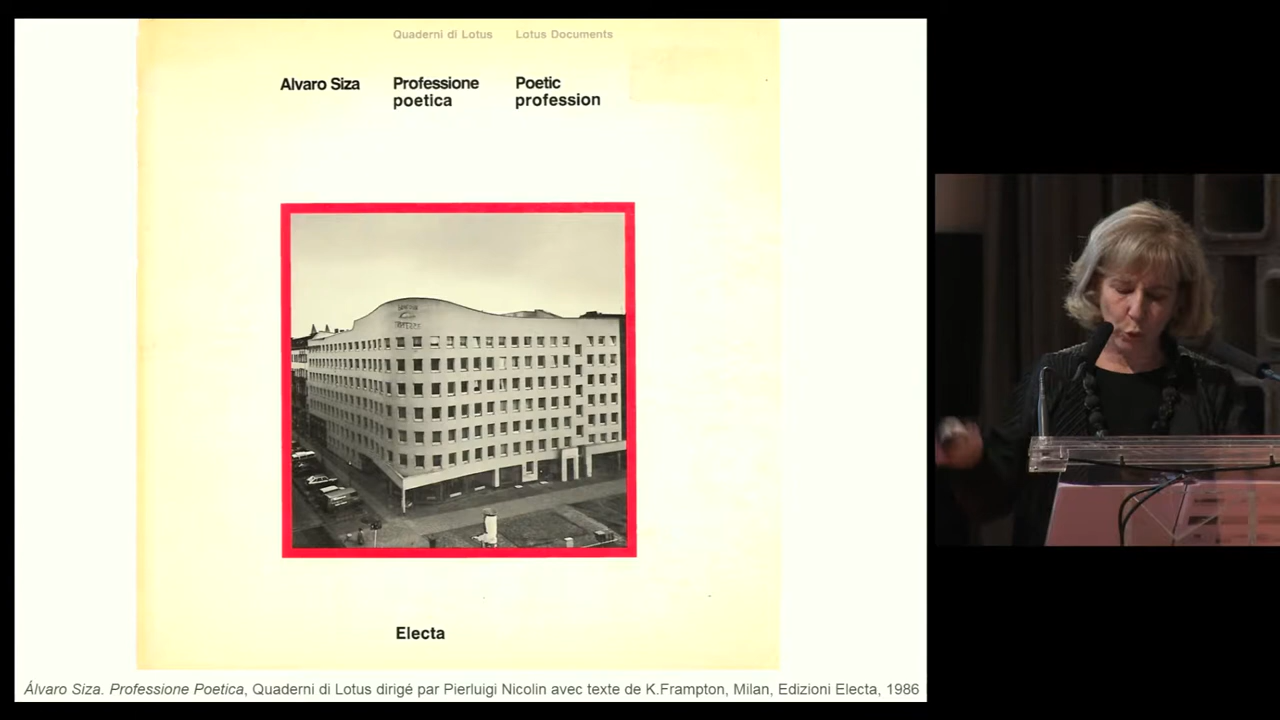 Quaderni di Lotus Lotus Documents
Alvaro Siza Professione Poetic
poetica profession
Electa
Álvaro Siza. Professione Poetica, Quaderni di Lotus dirigé par Pierluigi Nicolin avec texte de K.Frampton, Milan, Edizioni Electa, 1986